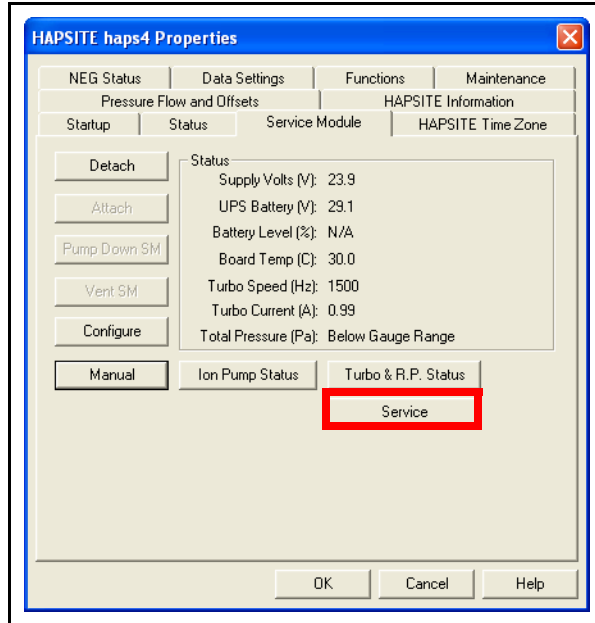 HAPSITE haps4 Properties
NEG Status Data Settings Functions Maintenance
Pressure Flow and Offsets HAPSITE Information
Startup Status Service Module HAPSITE Time Zone
Detach
Attach
Pump Down SM
Vent SM
Configure
Status
Supply Volts (V): 23.9
UPS Battery (V): 29.1
Battery Level (%): N/A
Board Temp (C): 30.0
Turbo Speed (Hz): 1500
Turbo Current (A): 0.99
Total Pressure (Pa): Below Gauge Range
Manual Ion Pump Status Turbo & R.P. Status
Service
OK Cancel Help